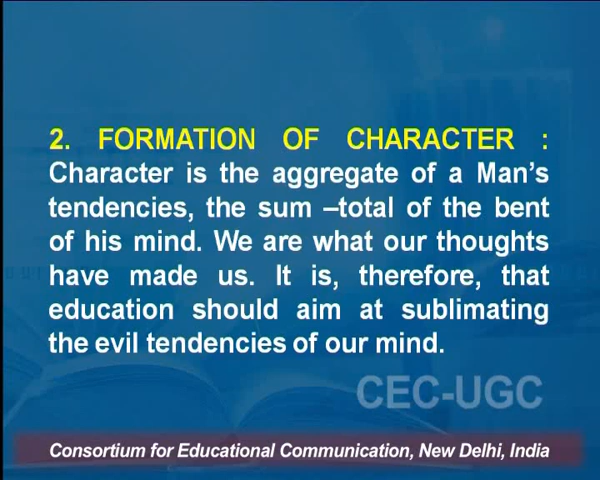 2. FORMATION OF CHARACTER :
Character is the aggregate of a Man's
tendencies, the sum –total of the bent
of his mind. We are what our thoughts
have made us. It is, therefore, that
education should aim at sublimating
the evil tendencies of our mind.
CEC-UGC
Consortium for Educational Communication, New Delhi, India